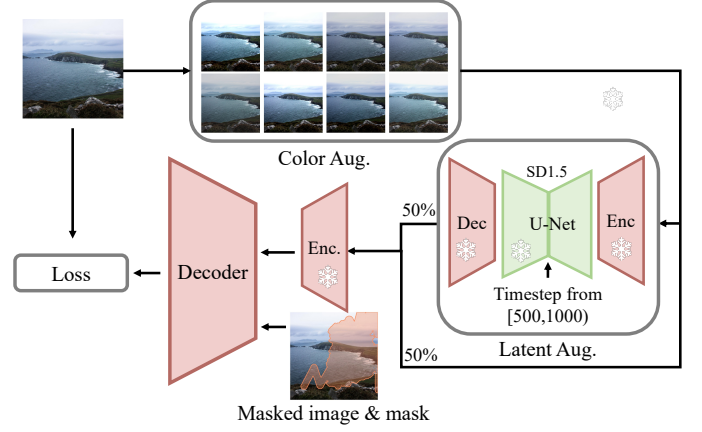 Color Aug.
SD1.5
Dec
U-Net
Enc
Timestep from
[500,1000)
Latent Aug.
50%
50%
Enc.
Decoder
Loss
Masked image & mask